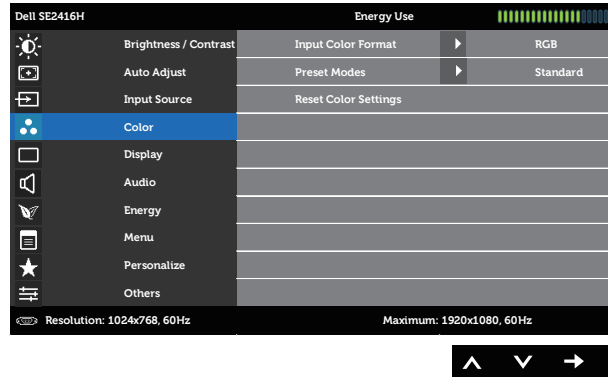 Dell SE2416H Energy Use
Brightness / Contrast Input Color Format RGB
Auto Adjust Preset Modes Standard
Input Source Reset Color Settings
Color
Display
Audio
Energy
Menu
Personalize
Others
Resolution: 1024x768, 60Hz Maximum: 1920x1080, 60Hz